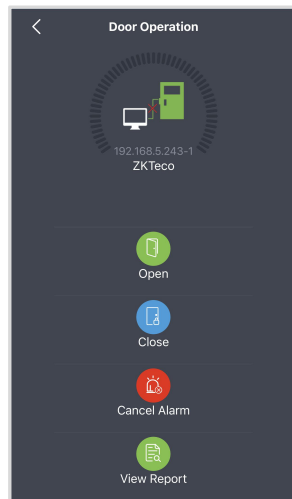 Door Operation
192.168.5.243-1
ZKTeco
Open
Close
Cancel Alarm
View Report